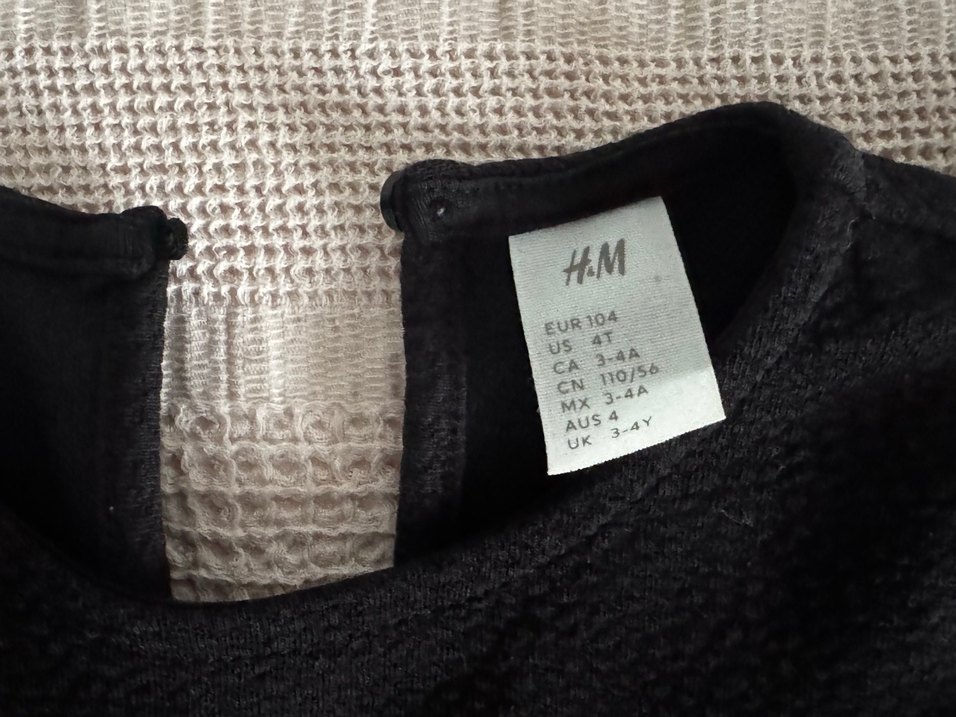 H&M
EUR 104
US 4T
CA 3-4A
CN 110/56
MX 3-4A
AUS 4
UK 3-4Y